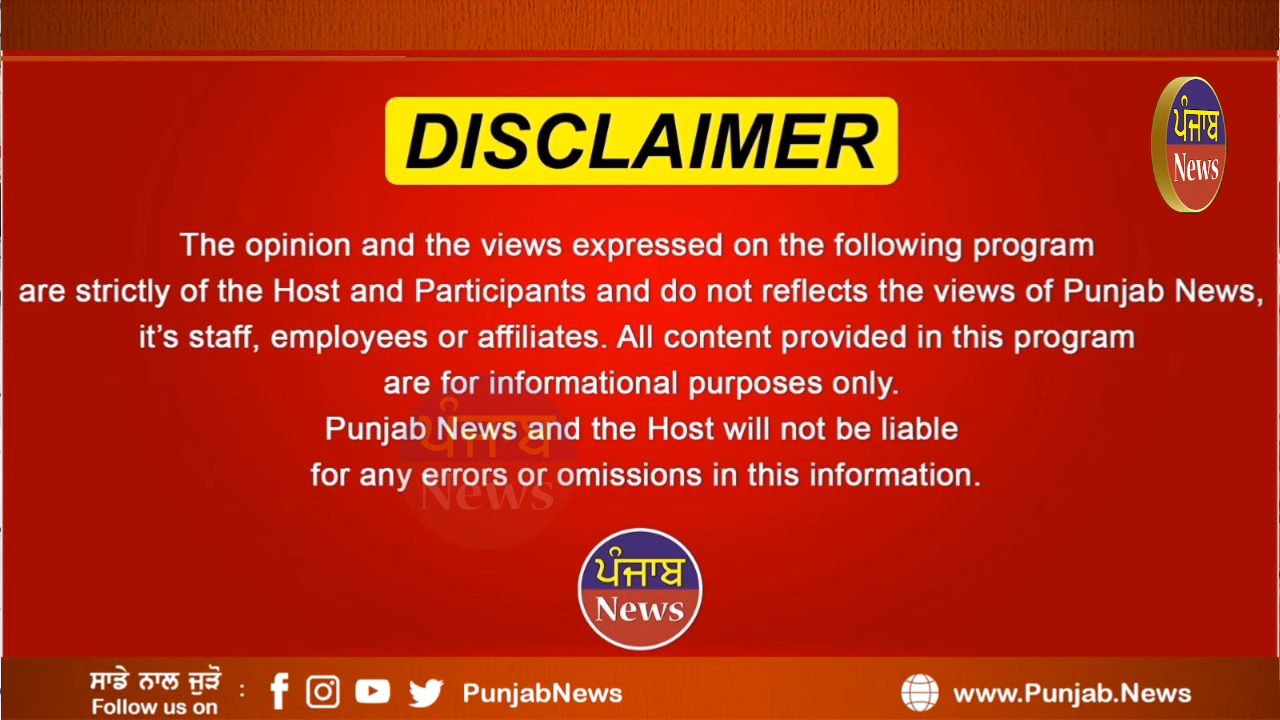 DISCLAIMER
ਪੰਜਾਬ
News
The opinion and the views expressed on the following program
are strictly of the Host and Participants and do not reflects the views of Punjab News,
it’s staff, employees or affiliates. All content provided in this program
are for informational purposes only.
Punjab News and the Host will not be liable
for any errors or omissions in this information.
ਪੰਜਾਬ
News
ਪੰਜਾਬ
News
ਸਾਡੇ ਨਾਲ ਜੁੜੋ
Follow us on
: PunjabNews
www.Punjab.News